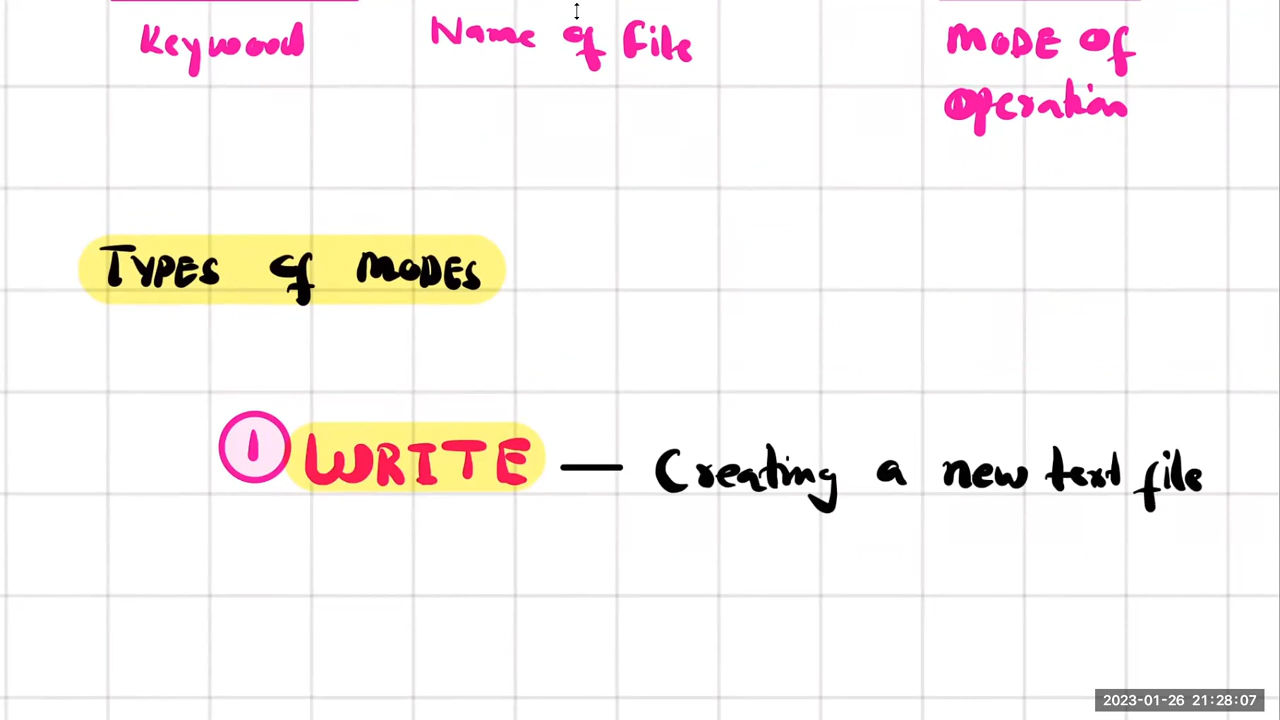 Keyword Name of File MODE OF
operation
TYPES of MODES
1 WRITE — Creating a new text file
2023-01-26 21:28:07